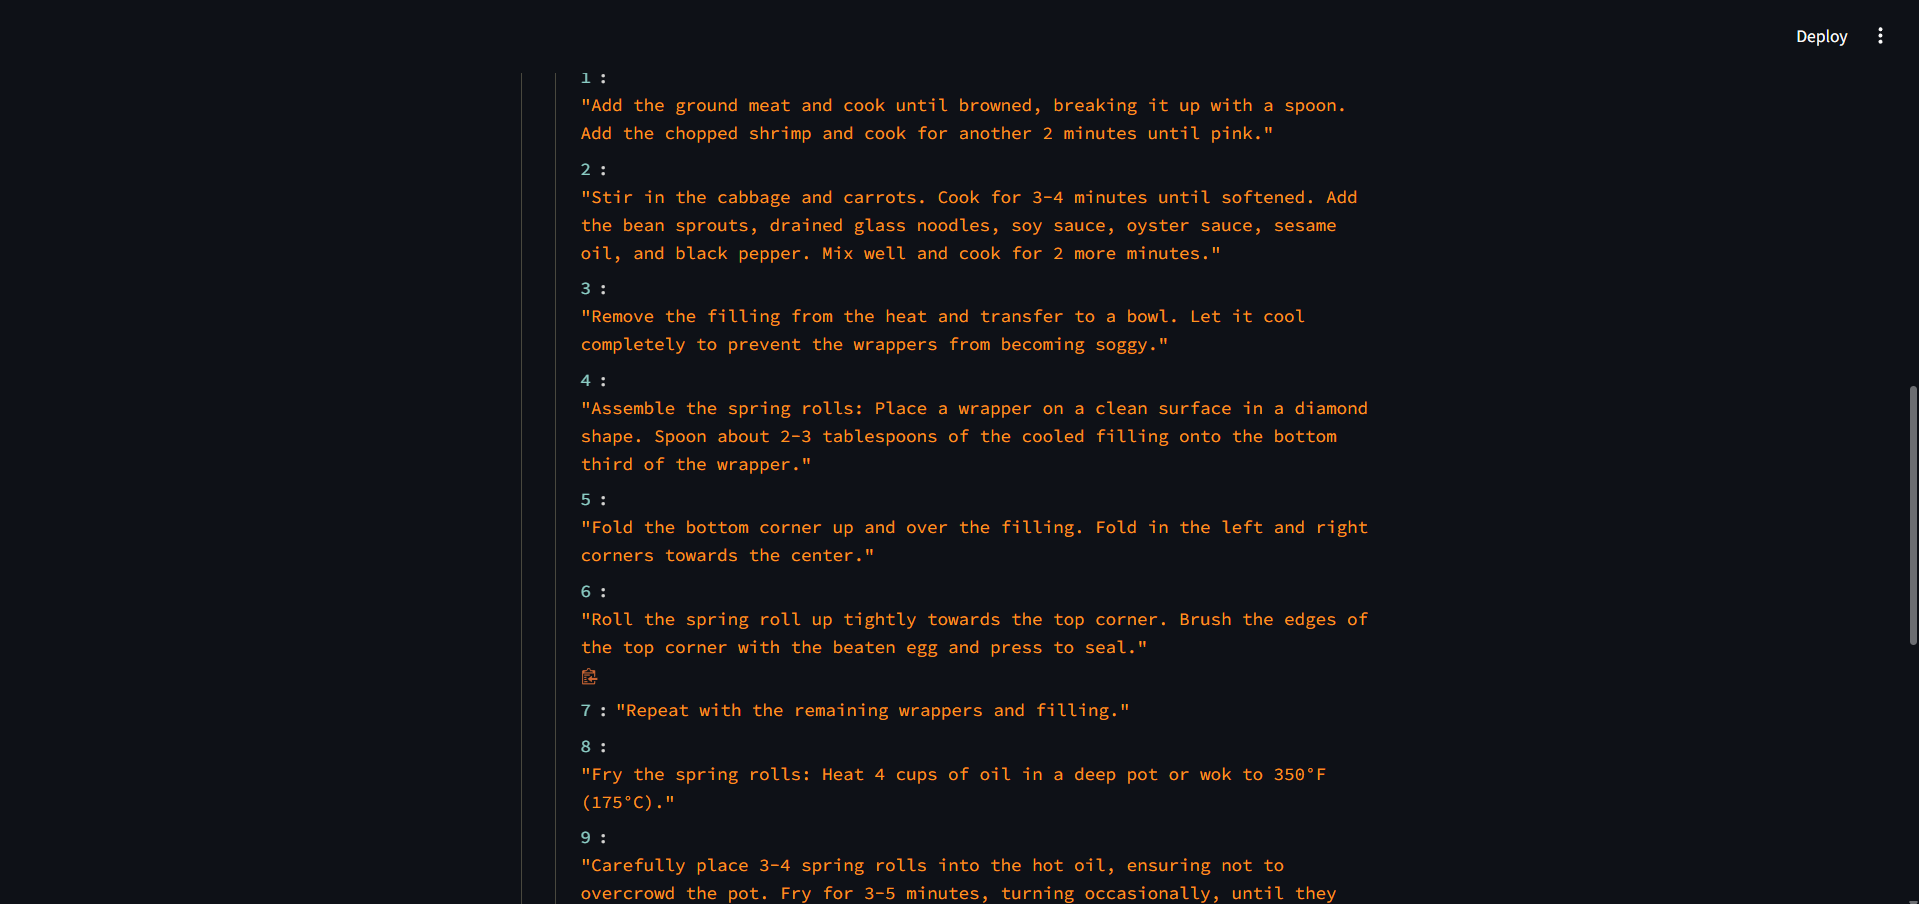 Deploy
1 :
"Add the ground meat and cook until browned, breaking it up with a spoon.
Add the chopped shrimp and cook for another 2 minutes until pink."
2 :
"Stir in the cabbage and carrots. Cook for 3-4 minutes until softened. Add
the bean sprouts, drained glass noodles, soy sauce, oyster sauce, sesame
oil, and black pepper. Mix well and cook for 2 more minutes."
3 :
"Remove the filling from the heat and transfer to a bowl. Let it cool
completely to prevent the wrappers from becoming soggy."
4 :
"Assemble the spring rolls: Place a wrapper on a clean surface in a diamond
shape. Spoon about 2-3 tablespoons of the cooled filling onto the bottom
third of the wrapper."
5 :
"Fold the bottom corner up and over the filling. Fold in the left and right
corners towards the center."
6 :
"Roll the spring roll up tightly towards the top corner. Brush the edges of
the top corner with the beaten egg and press to seal."
7 : "Repeat with the remaining wrappers and filling."
8 :
"Fry the spring rolls: Heat 4 cups of oil in a deep pot or wok to 350°F
(175°C)."
9 :
"Carefully place 3-4 spring rolls into the hot oil, ensuring not to
overcrowd the pot. Fry for 3-5 minutes, turning occasionally, until they